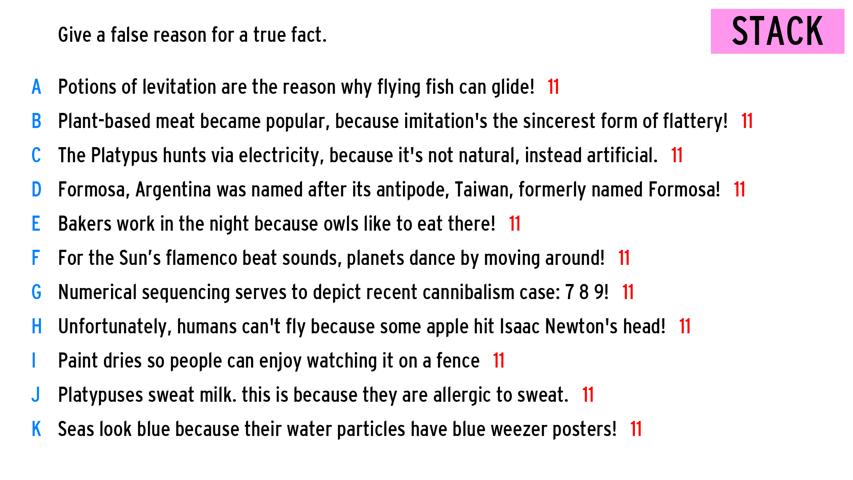 Give a false reason for a true fact.
STACK
A Potions of levitation are the reason why flying fish can glide! 11
B Plant-based meat became popular, because imitation's the sincerest form of flattery! 11
C The Platypus hunts via electricity, because it's not natural, instead artificial. 11
D Formosa, Argentina was named after its antipode, Taiwan, formerly named Formosa! 11
E Bakers work in the night because owls like to eat there! 11
F For the Sun’s flamenco beat sounds, planets dance by moving around! 11
G Numerical sequencing serves to depict recent cannibalism case: 7 8 9! 11
H Unfortunately, humans can't fly because some apple hit Isaac Newton's head! 11
I Paint dries so people can enjoy watching it on a fence 11
J Platypuses sweat milk. this is because they are allergic to sweat. 11
K Seas look blue because their water particles have blue weezer posters! 11